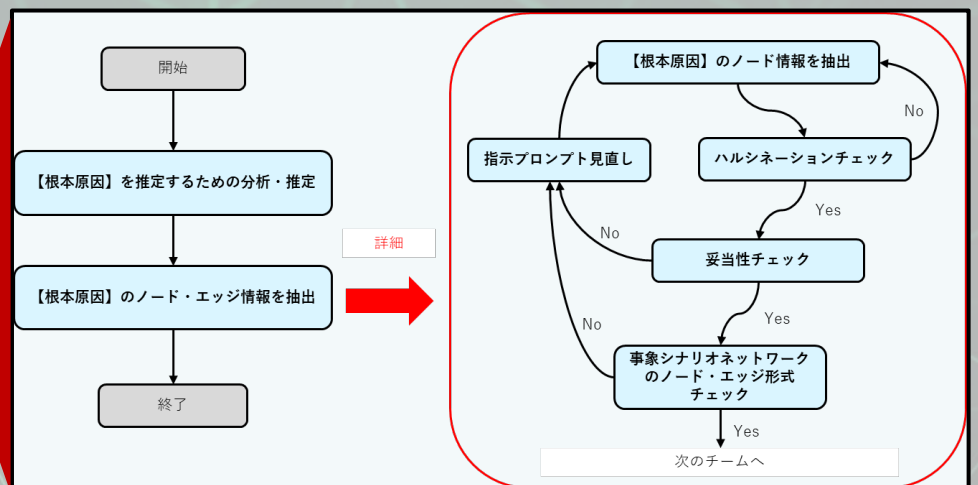 開始
【根本原因】を推定するための分析・推定
【根本原因】のノード・エッジ情報を抽出
終了
詳細
【根本原因】のノード情報を抽出
No
指示プロンプト見直し
ハルシネーションチェック
Yes
No
妥当性チェック
Yes
No
事象シナリオネットワーク
のノード・エッジ形式
チェック
Yes
次のチームへ